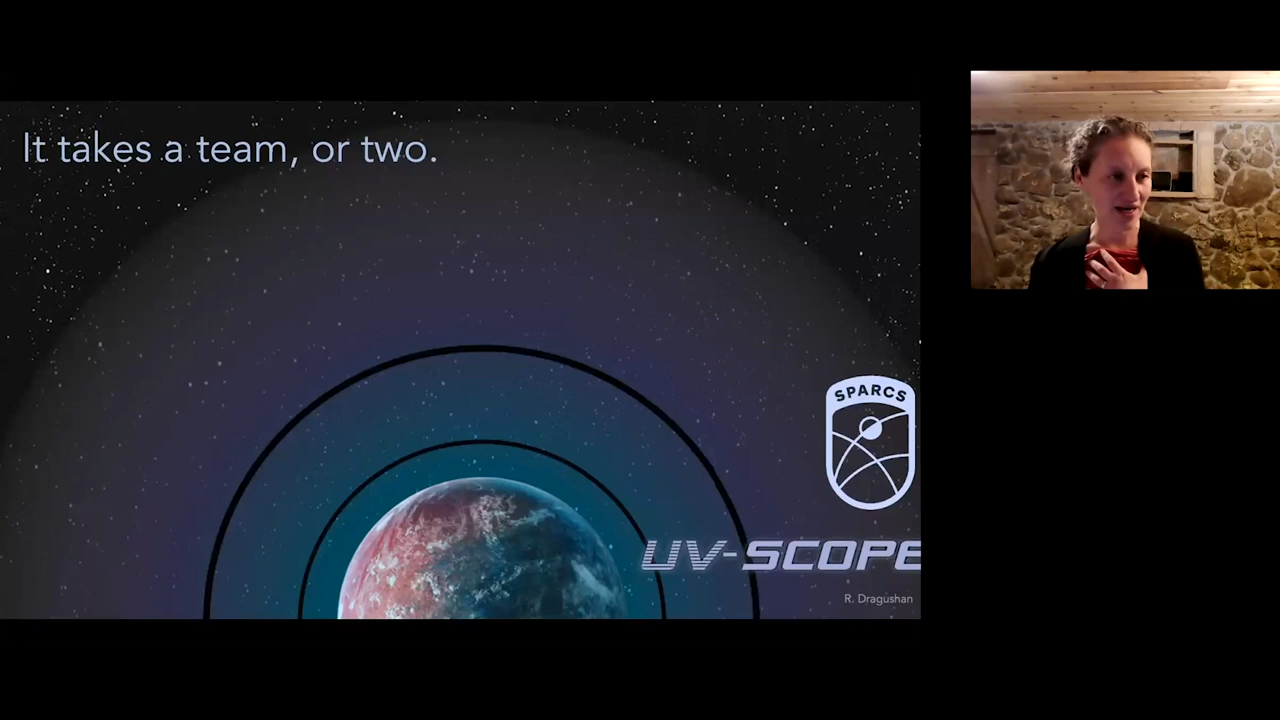 It takes a team, or two.
SPARCS
UV-SCOPE
R. Dragushan